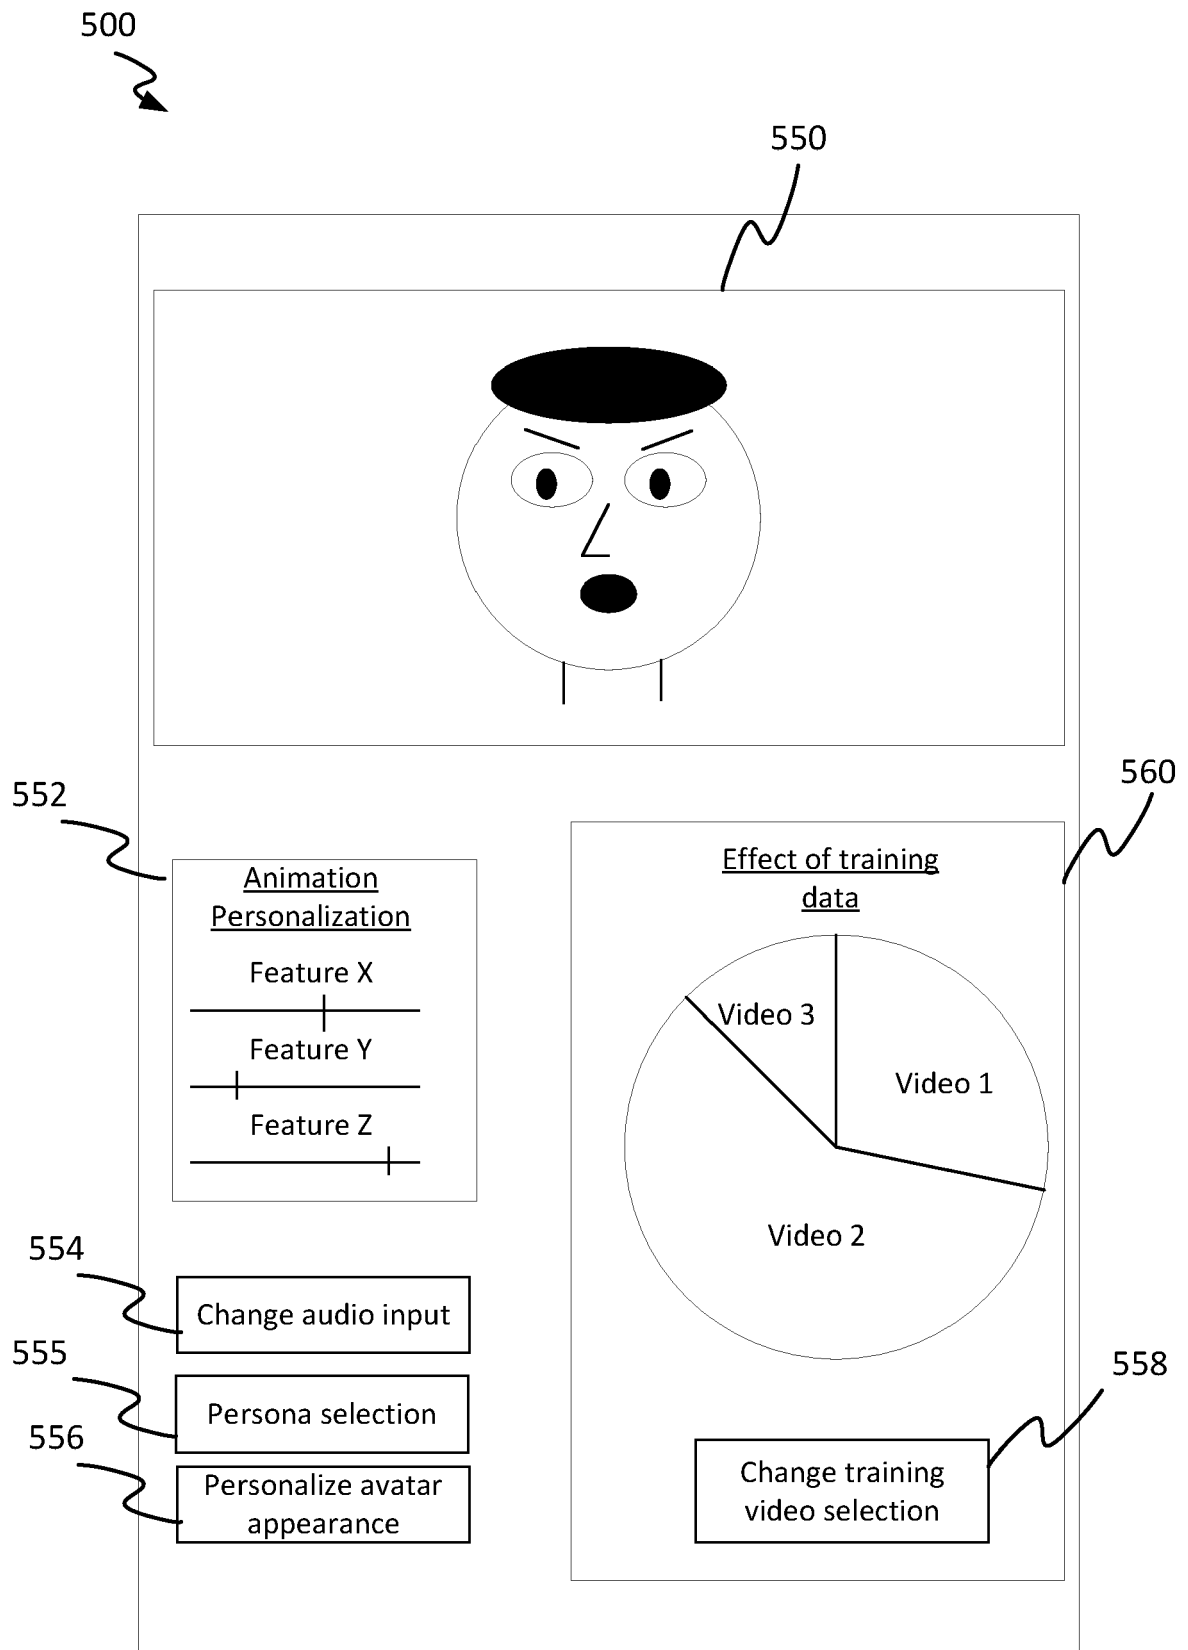 500
550
552
560
Animation
Personalization
Feature X
Feature Y
Feature Z
Effect of training
data
Video 3
Video 1
Video 2
554
Change audio input
555
Persona selection
556
Personalize avatar
appearance
558
Change training
video selection